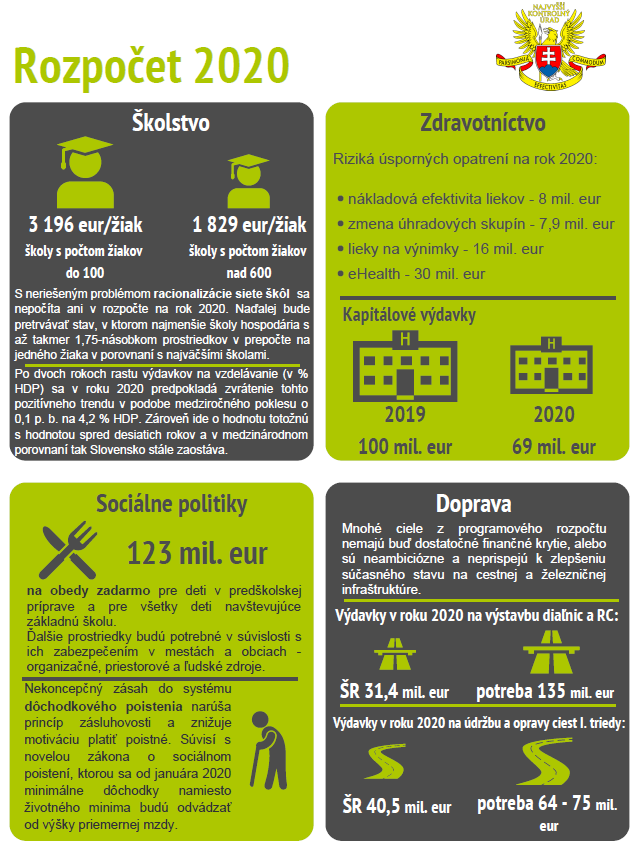 NAJVYŠŠÍ
KONTROLNÝ
ÚRAD
PARSIMONIA
COMMODUM
EFFECTIVITAS
Rozpočet 2020
Školstvo
3 196 eur/žiak
školy s počtom žiakov
do 100
1 829 eur/žiak
školy s počtom žiakov
nad 600
S neriešeným problémom racionalizácie siete škôl sa
nepočíta ani v rozpočte na rok 2020. Naďalej bude
pretrvávať stav, v ktorom najmenšie školy hospodária s
až takmer 1,75-násobkom prostriedkov v prepočte na
jedného žiaka v porovnaní s najväčšími školami.
Po dvoch rokoch rastu výdavkov na vzdelávanie (v %
HDP) sa v roku 2020 predpokladá zvrátenie tohto
pozitívneho trendu v podobe medziročného poklesu o
0,1 p. b. na 4,2 % HDP. Zároveň ide o hodnotu totožnú
s hodnotou spred desiatich rokov a v medzinárodnom
porovnaní tak Slovensko stále zaostáva.
Zdravotníctvo
Riziká úsporných opatrení na rok 2020:
• nákladová efektivita liekov - 8 mil. eur
• zmena úhradových skupín - 7,9 mil. eur
• lieky na výnimky - 16 mil. eur
• eHealth - 30 mil. eur
Kapitálové výdavky
H
H
2019
100 mil. eur
2020
69 mil. eur
Sociálne politiky
123 mil. eur
na obedy zadarmo pre deti v predškolskej
príprave a pre všetky deti navštevujúce
základnú školu.
Ďalšie prostriedky budú potrebné v súvislosti s
ich zabezpečením v mestách a obciach -
organizačné, priestorové a ľudské zdroje.
Nekoncepčný zásah do systému
dôchodkového poistenia narúša
princíp zásluhovosti a znižuje
motiváciu platiť poistné. Súvisí s
novelou zákona o sociálnom
poistení, ktorou sa od januára 2020
minimálne dôchodky namiesto
životného minima budú odvádzať
od výšky priemernej mzdy.
Doprava
Mnohé ciele z programového rozpočtu
nemajú buď dostatočné finančné krytie, alebo
sú neambiciózne a neprispejú k zlepšeniu
súčasného stavu na cestnej a železničnej
infraštruktúre.
Výdavky v roku 2020 na výstavbu diaľnic a RC:
ŠR 31,4 mil. eur
potreba 135 mil. eur
Výdavky v roku 2020 na údržbu a opravy ciest I. triedy:
ŠR 40,5 mil. eur
potreba 64 - 75 mil.
eur